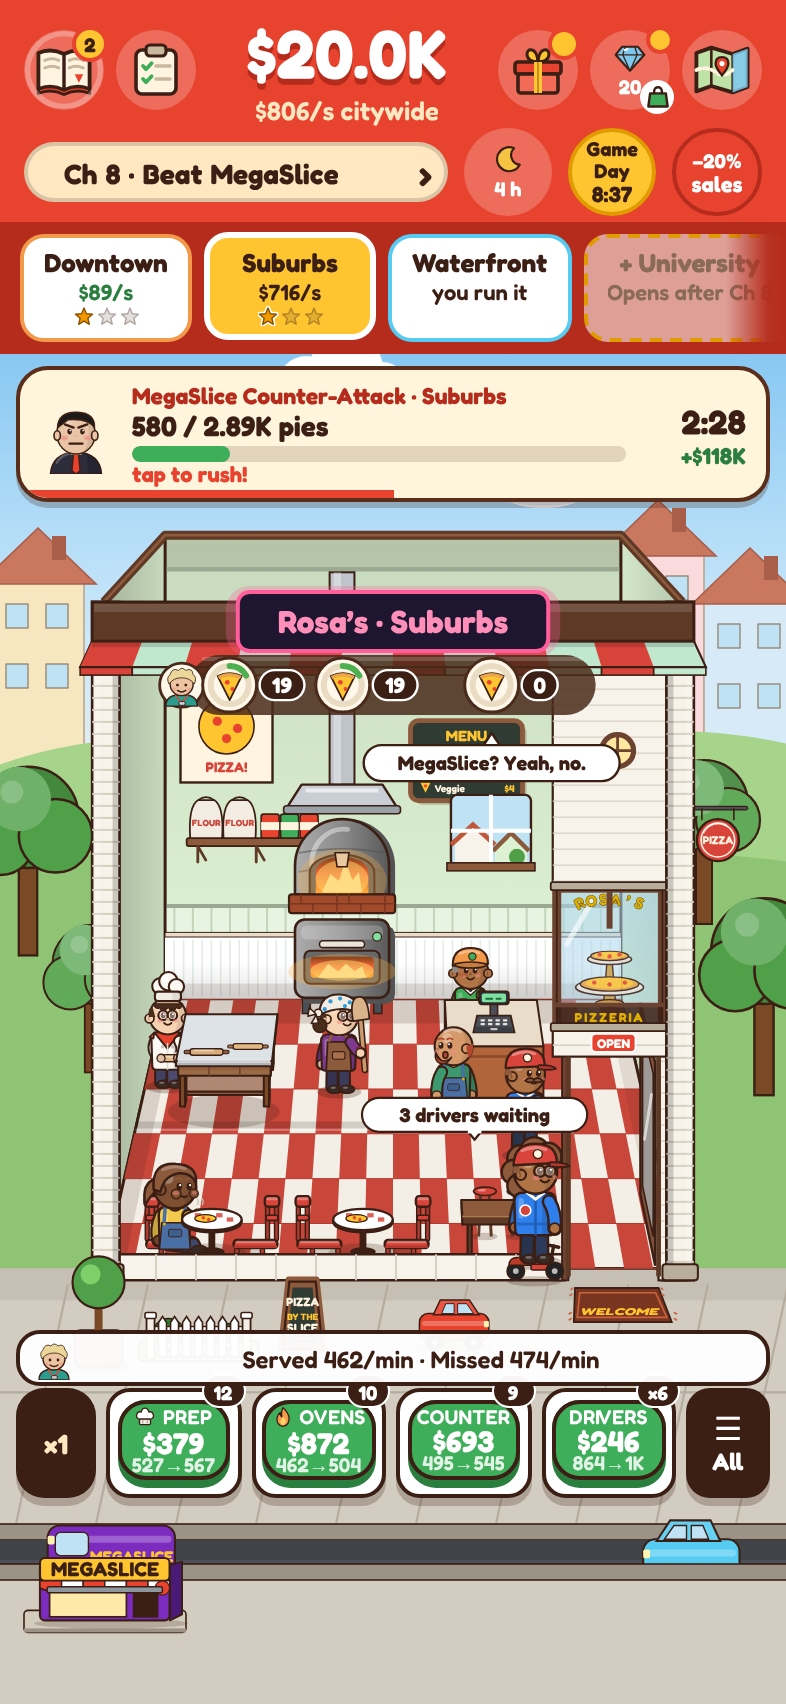 2
$20.0K
$806/s citywide
20
Ch 8 · Beat MegaSlice ›
4 h
Game
Day
8:37
-20%
sales
Downtown
$89/s
Suburbs
$716/s
Waterfront
you run it
+ University
Opens after Ch 8
MegaSlice Counter-Attack · Suburbs
580 / 2.89K pies
2:28
+$118K
tap to rush!
Rosa's · Suburbs
19
19
0
PIZZA!
MENU
MegaSlice? Yeah, no.
Veggie $4
FLOUR
FLOUR
PIZZA
ROSA'S
PIZZERIA
OPEN
3 drivers waiting
PIZZA
BY THE
SLICE
WELCOME
Served 462/min · Missed 474/min
x1
12
PREP
$379
527→567
10
OVENS
$872
462→504
9
COUNTER
$693
495→545
x6
DRIVERS
$246
864→1K
All
MEGASLICE
MEGASLICE